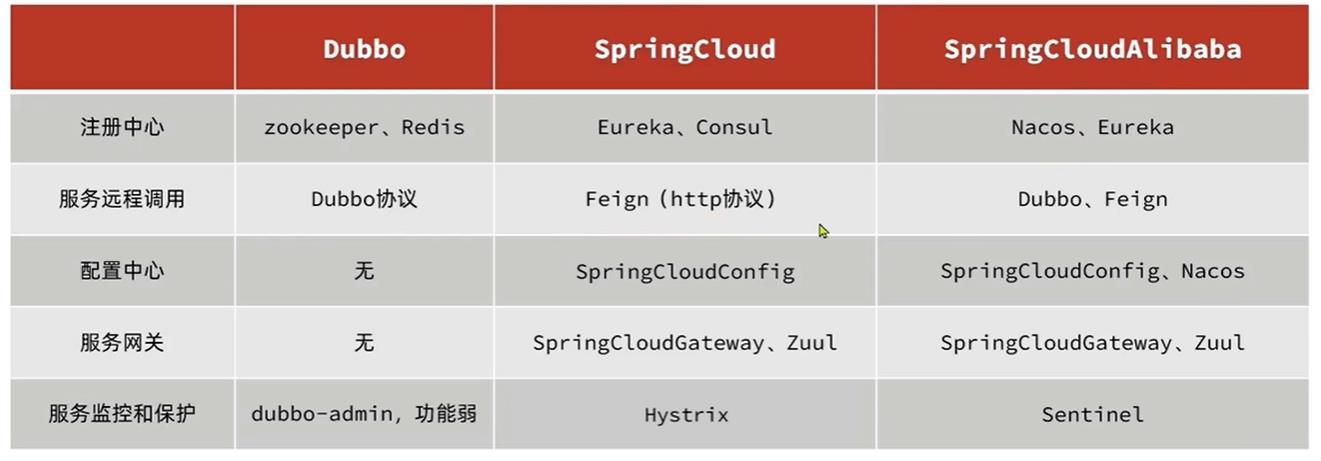 Dubbo SpringCloud SpringCloudAlibaba
注册中心 zookeeper、Redis Eureka、Consul Nacos、Eureka
服务远程调用 Dubbo协议 Feign（http协议） Dubbo、Feign
配置中心 无 SpringCloudConfig SpringCloudConfig、Nacos
服务网关 无 SpringCloudGateway、Zuul SpringCloudGateway、Zuul
服务监控和保护 dubbo-admin，功能弱 Hystrix Sentinel